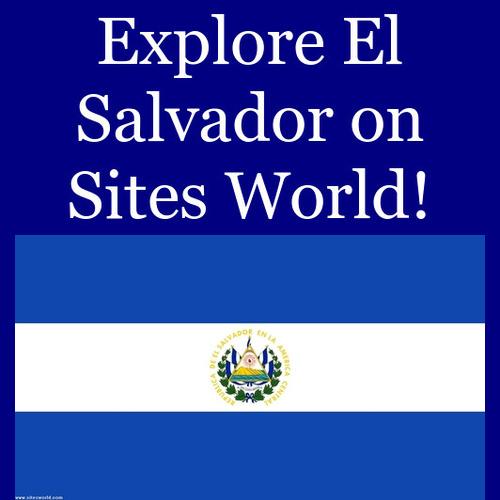 Explore El
Salvador on
Sites World!
REPUBLICA DE EL SALVADOR EN LA AMERICA CENTRAL
www.sitesworld.com